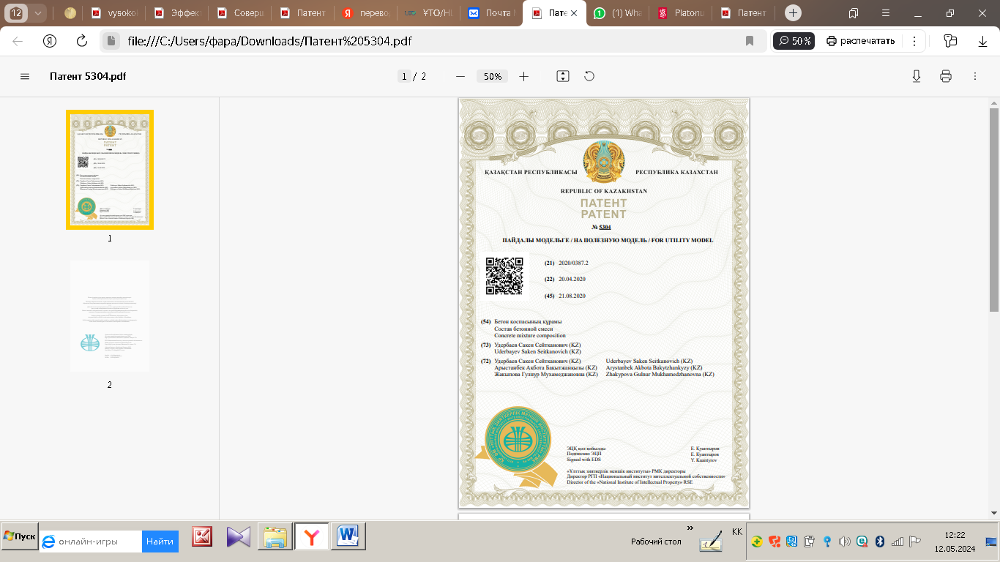 12
vysokol
Эффек
Соверш
Патент
перевод
ҰТО/НЦ
Почта
Пате
(1) Wha
Platonu
Патент
file:///C:/Users/фара/Downloads/Патент%205304.pdf
50%
распечатать
Патент 5304.pdf
1 / 2
50%
1
2
ҚАЗАҚСТАН РЕСПУБЛИКАСЫ
РЕСПУБЛИКА КАЗАХСТАН
REPUBLIC OF KAZAKHSTAN
ПАТЕНТ
PATENT
№ 5304
ПАЙДАЛЫ МОДЕЛЬГЕ / НА ПОЛЕЗНУЮ МОДЕЛЬ / FOR UTILITY MODEL
(21) 2020/0387.2
(22) 20.04.2020
(45) 21.08.2020
(54) Бетон қоспасының құрамы
Состав бетонной смеси
Concrete mixture composition
(73) Удербаев Сакен Сейтканович (KZ)
Uderbayev Saken Seitkanovich (KZ)
(72) Удербаев Сакен Сейтканович (KZ) Uderbayev Saken Seitkanovich (KZ)
Арыстанбек Ақбота Бақытжанқызы (KZ) Arystanbek Akbota Bakytzhankyzy (KZ)
Жакыпова Гулнур Мухамеджановна (KZ) Zhakypova Gulnur Mukhamedzhanovna (KZ)
ЭЦҚ қол қойылды Е. Қуантыров
Подписано ЭЦП Е. Куантыров
Signed with EDS Y. Kuantyrov
«Ұлттық зияткерлік меншік институты» РМК директоры
Директор РГП «Национальный институт интеллектуальной собственности»
Director of the «National Institute of Intellectual Property» RSE
Пуск
онлайн-игры
Найти
Рабочий стол
KK
12:22
12.05.2024